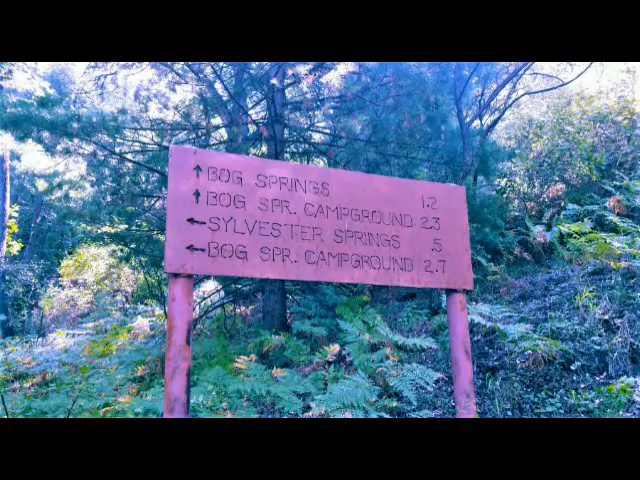 ↑ BOG SPRINGS 1.2
↑ BOG SPR. CAMPGROUND 2.3
← SYLVESTER SPRINGS .5
← BOG SPR. CAMPGROUND 2.7